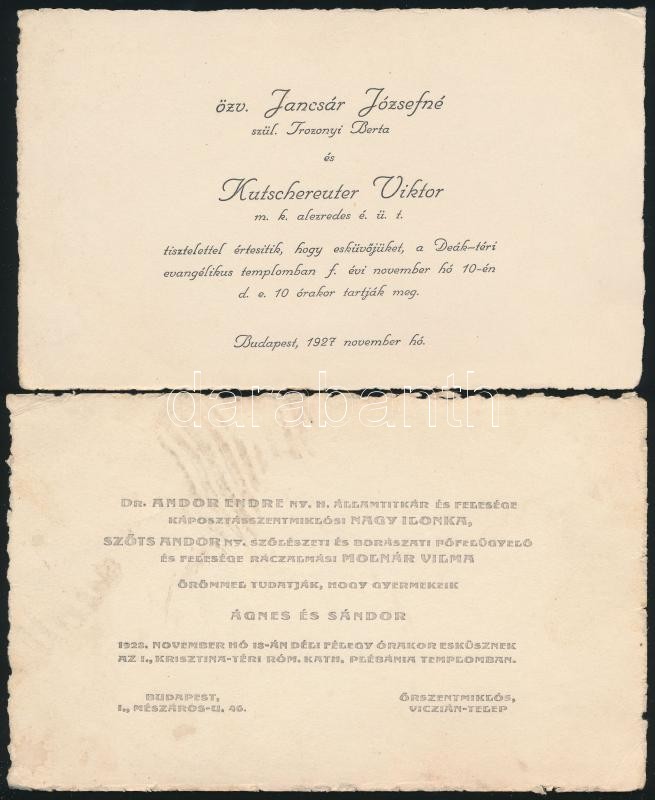 özv. Jancsár Józsefné
szül. Trozonyi Berta
és
Kutschereuter Viktor
m. k. alezredes é. ü. t.
tisztelettel értesitik, hogy esküvőjüket, a Deák-téri
evangélikus templomban f. évi november hó 10-én
d. e. 10 órakor tartják meg.
Budapest, 1927 november hó.
darabanth
DR. ANDOR ENDRE NY. H. ÁLLAMTITKÁR ÉS FELESÉGE
KÁPOSZTÁSSZENTMIKLÓSI NAGY ILONKA,
SZŐTS ANDOR NY. SZŐLÉSZETI ÉS BORÁSZATI FŐFELÜGYELŐ
ÉS FELESÉGE RÁCZALMÁSI MOLNÁR VILMA
ÖRÖMMEL TUDATJÁK, HOGY GYERMEKEIK
ÁGNES ÉS SÁNDOR
1928. NOVEMBER HÓ 18-ÁN DÉLI FÉLEGY ÓRAKOR ESKÜSZNEK
AZ I., KRISZTINA-TÉRI RÓM. KATH. PLÉBÁNIA TEMPLOMBAN.
BUDAPEST,
I., MÉSZÁROS-U. 46.
ŐRSZENTMIKLÓS,
VICZIÁN-TELEP